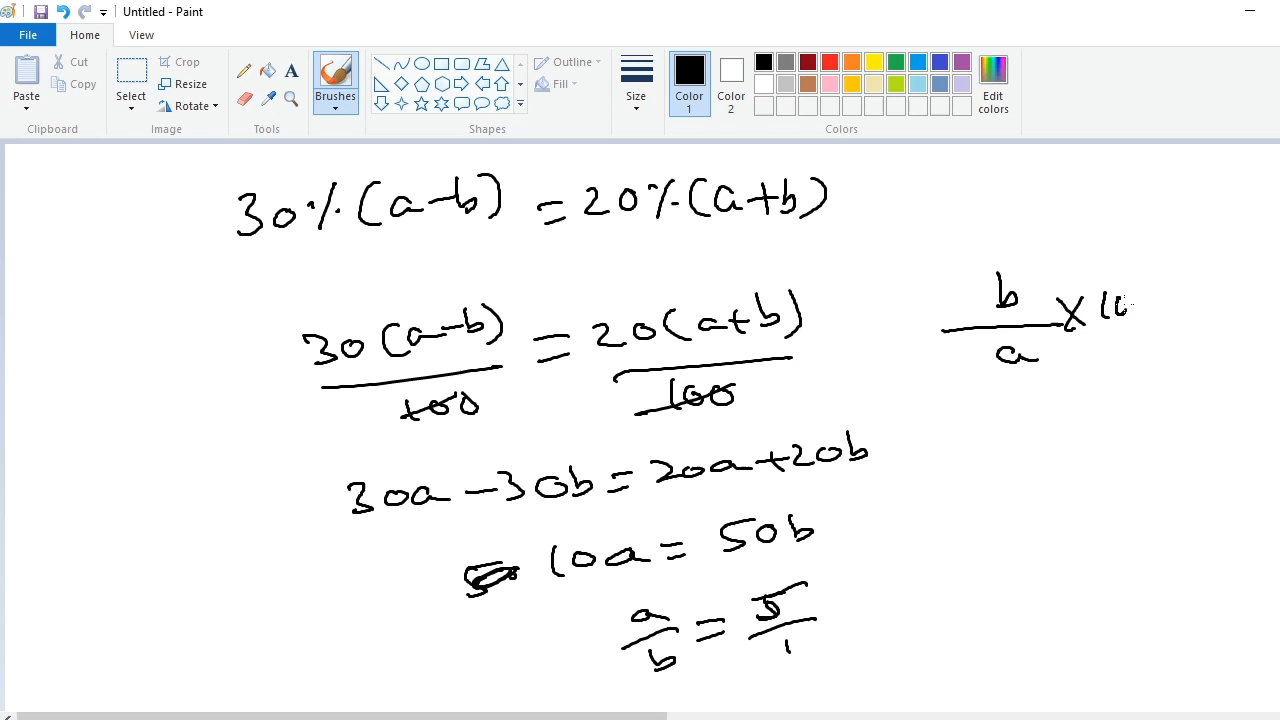 Untitled - Paint
File Home View
Paste Cut Copy Select Crop Resize Rotate Brushes Outline Fill Size Color 1 Color 2 Edit colors
Clipboard Image Tools Shapes Colors
30%(a-b) = 20%(a+b)
30(a-b)/100 = 20(a+b)/100
b/a × 10
30a - 30b = 20a + 20b
10a = 50b
a/b = 5/1